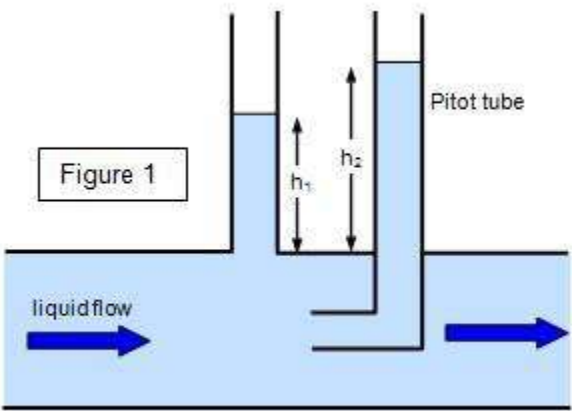 Pitot tube
h₁
h₂
Figure 1
liquid flow